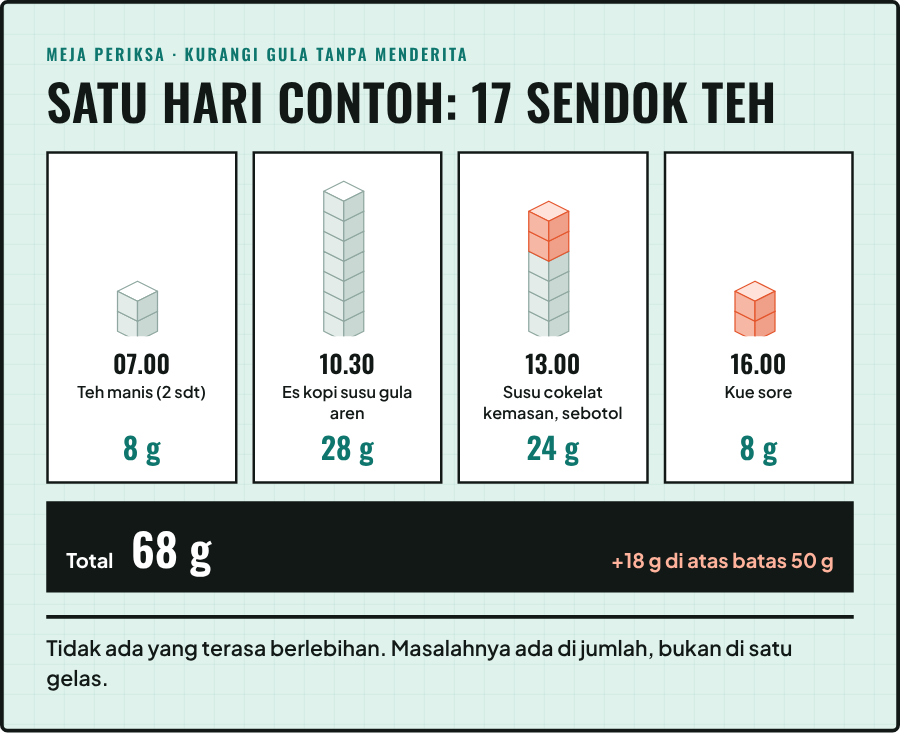 MEJA PERIKSA · KURANGI GULA TANPA MENDERITA
SATU HARI CONTOH: 17 SENDOK TEH
07.00
Teh manis (2 sdt)
8 g
10.30
Es kopi susu gula
aren
28 g
13.00
Susu cokelat
kemasan, sebotol
24 g
16.00
Kue sore
8 g
Total 68 g
+18 g di atas batas 50 g
Tidak ada yang terasa berlebihan. Masalahnya ada di jumlah, bukan di satu
gelas.